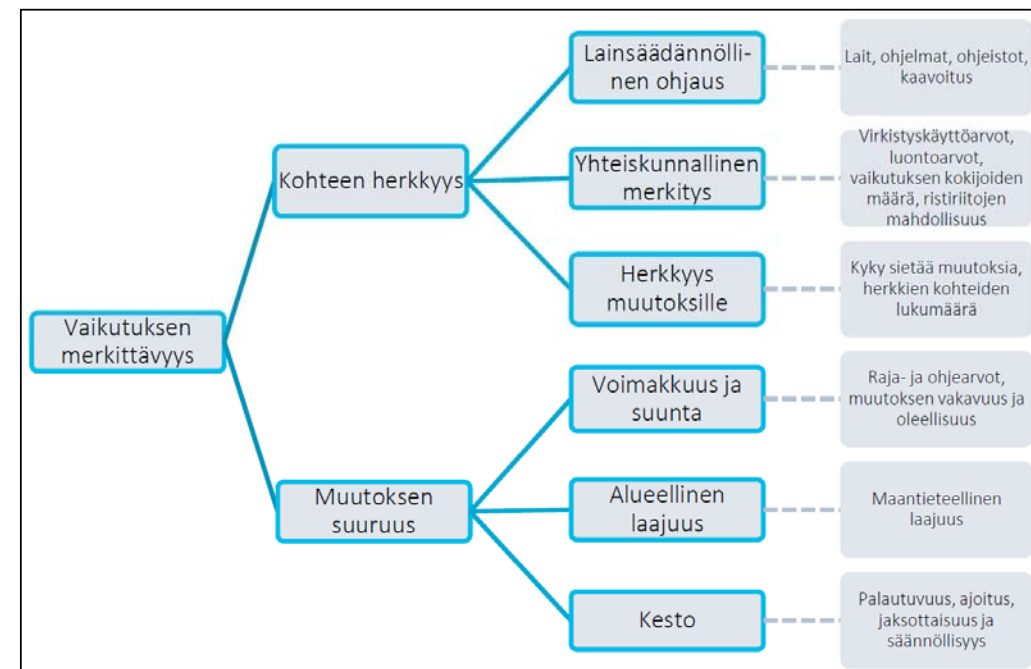 Vaikutuksen
merkittävyys
Kohteen herkkyys
Lainsäädännölli-
nen ohjaus
Lait, ohjelmat, ohjeistot,
kaavoitus
Yhteiskunnallinen
merkitys
Virkistyskäyttöarvot,
luontoarvot,
vaikutuksen kokijoiden
määrä, ristiriitojen
mahdollisuus
Herkkyys
muutoksille
Kyky sietää muutoksia,
herkkien kohteiden
lukumäärä
Muutoksen
suuruus
Voimakkuus ja
suunta
Raja- ja ohjearvot,
muutoksen vakavuus ja
oleellisuus
Alueellinen
laajuus
Maantieteellinen
laajuus
Kesto
Palautuvuus, ajoitus,
jaksottaisuus ja
säännöllisyys